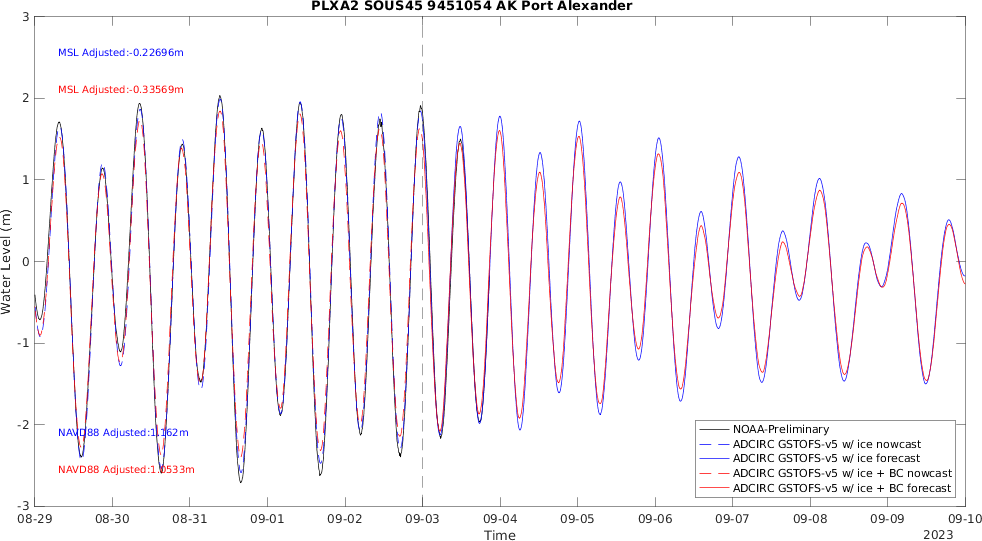 PLXA2 SOUS45 9451054 AK Port Alexander
3
2
1
0
-1
-2
-3
Water Level (m)
MSL Adjusted:-0.22696m
MSL Adjusted:-0.33569m
NAVD88 Adjusted:1.162m
NAVD88 Adjusted:1.0533m
NOAA-Preliminary
ADCIRC GSTOFS-v5 w/ ice nowcast
ADCIRC GSTOFS-v5 w/ ice forecast
ADCIRC GSTOFS-v5 w/ ice + BC nowcast
ADCIRC GSTOFS-v5 w/ ice + BC forecast
08-29 08-30 08-31 09-01 09-02 09-03 09-04 09-05 09-06 09-07 09-08 09-09 09-10
Time
2023